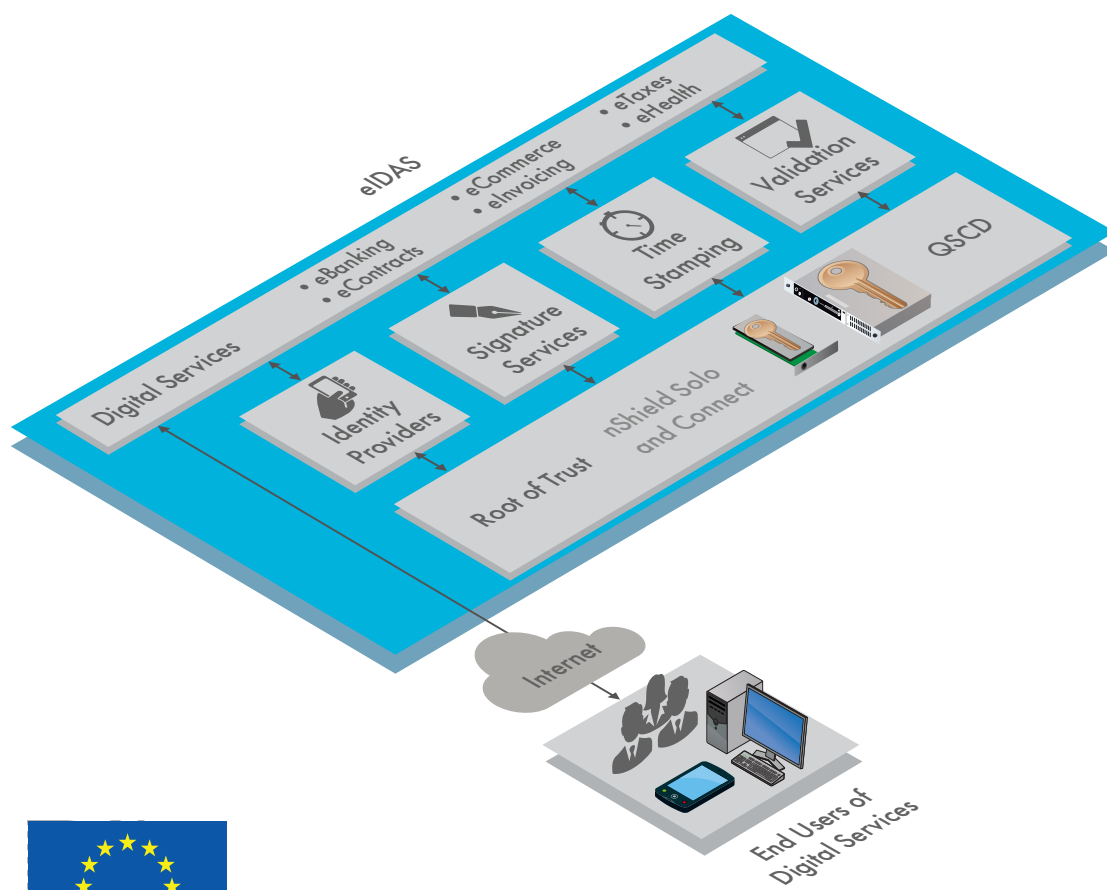 eIDAS
• eTaxes
• eHealth
• eCommerce
• eInvoicing
• eBanking
• eContracts
Digital Services
Validation
Services
Time
Stamping
Signature
Services
Identity
Providers
QSCD
nShield Solo
and Connect
Root of Trust
Internet
End Users of
Digital Services